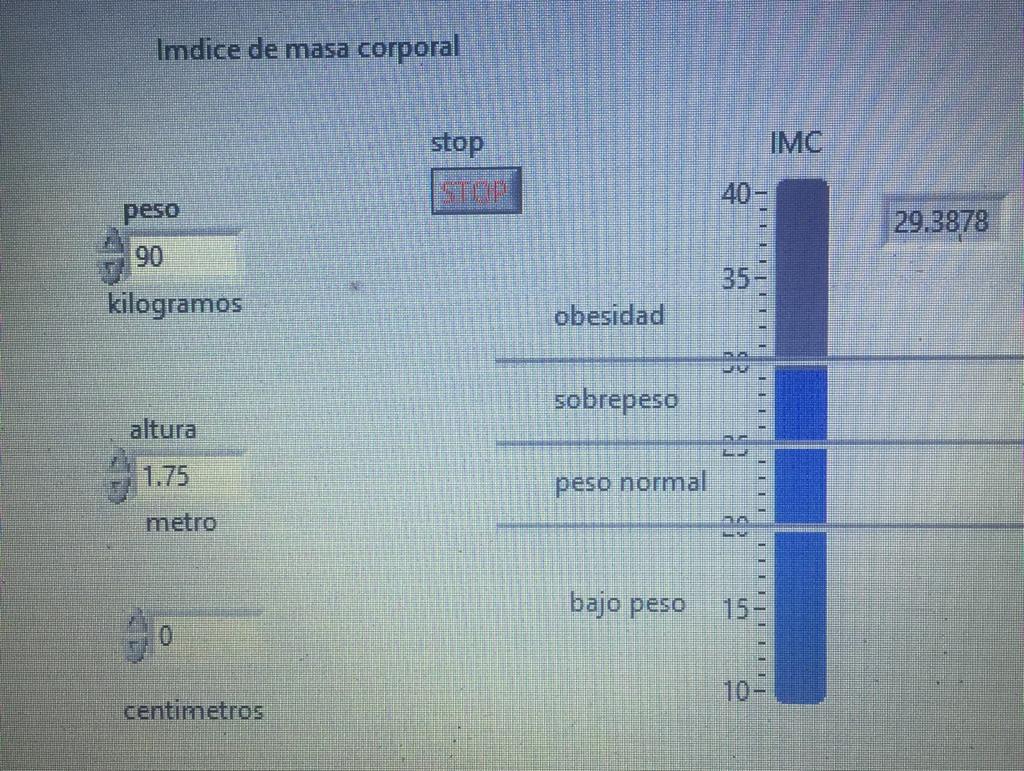 Imdice de masa corporal
stop
STOP
IMC
peso
90
kilogramos
40
29.3878
35
obesidad
30
sobrepeso
altura
25
1.75
peso normal
metro
20
bajo peso
15
0
10
centimetros